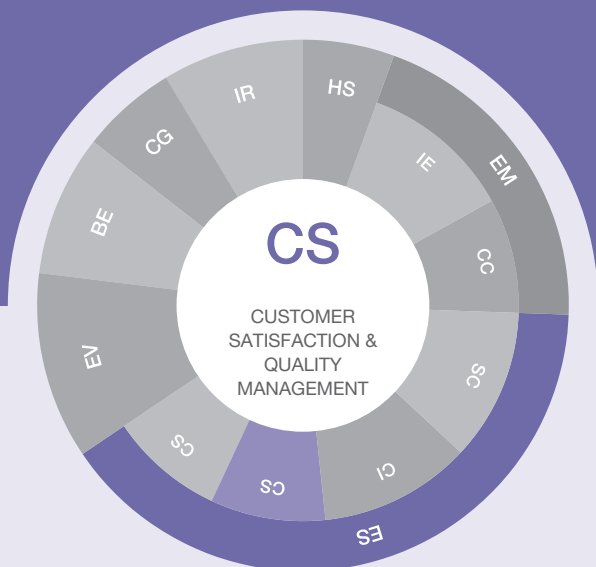 HS
EM
IE
CC
SC
CI
ES
CS
CS
EV
BE
CG
IR
CS
CUSTOMER
SATISFACTION &
QUALITY
MANAGEMENT